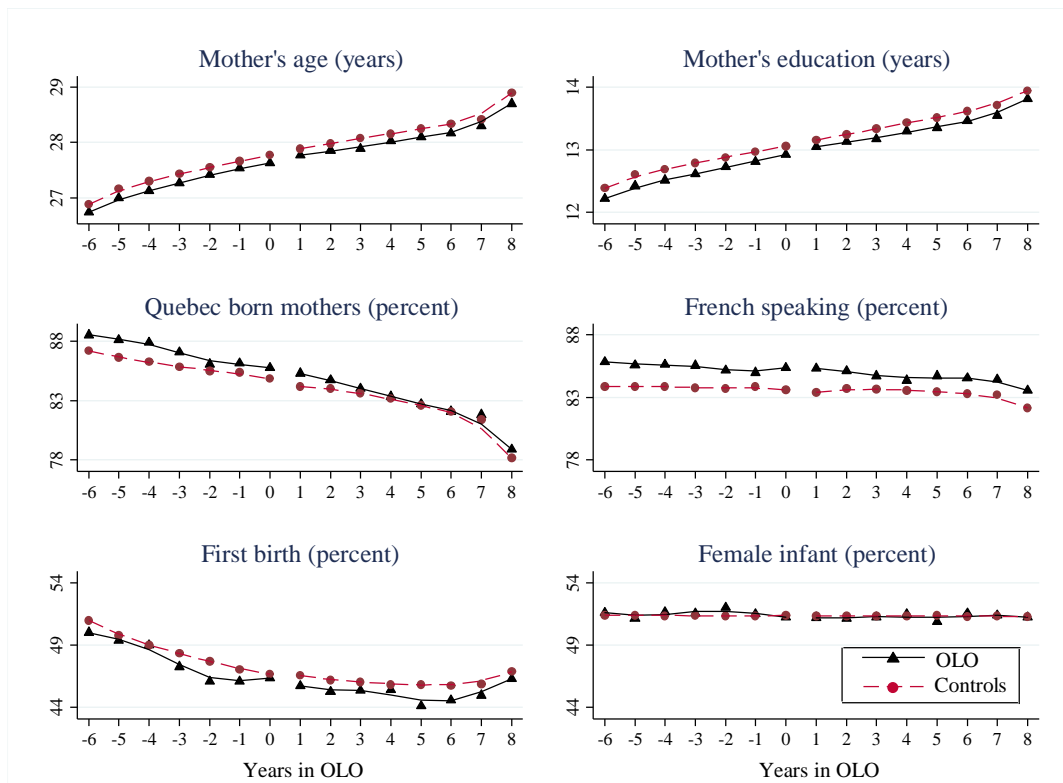 Mother's age (years)
29
28
27
-6 -5 -4 -3 -2 -1 0 1 2 3 4 5 6 7 8
Mother's education (years)
14
13
12
-6 -5 -4 -3 -2 -1 0 1 2 3 4 5 6 7 8
Quebec born mothers (percent)
88
83
78
-6 -5 -4 -3 -2 -1 0 1 2 3 4 5 6 7 8
French speaking (percent)
88
83
78
-6 -5 -4 -3 -2 -1 0 1 2 3 4 5 6 7 8
First birth (percent)
54
49
44
-6 -5 -4 -3 -2 -1 0 1 2 3 4 5 6 7 8
Years in OLO
Female infant (percent)
54
49
44
OLO
Controls
-6 -5 -4 -3 -2 -1 0 1 2 3 4 5 6 7 8
Years in OLO